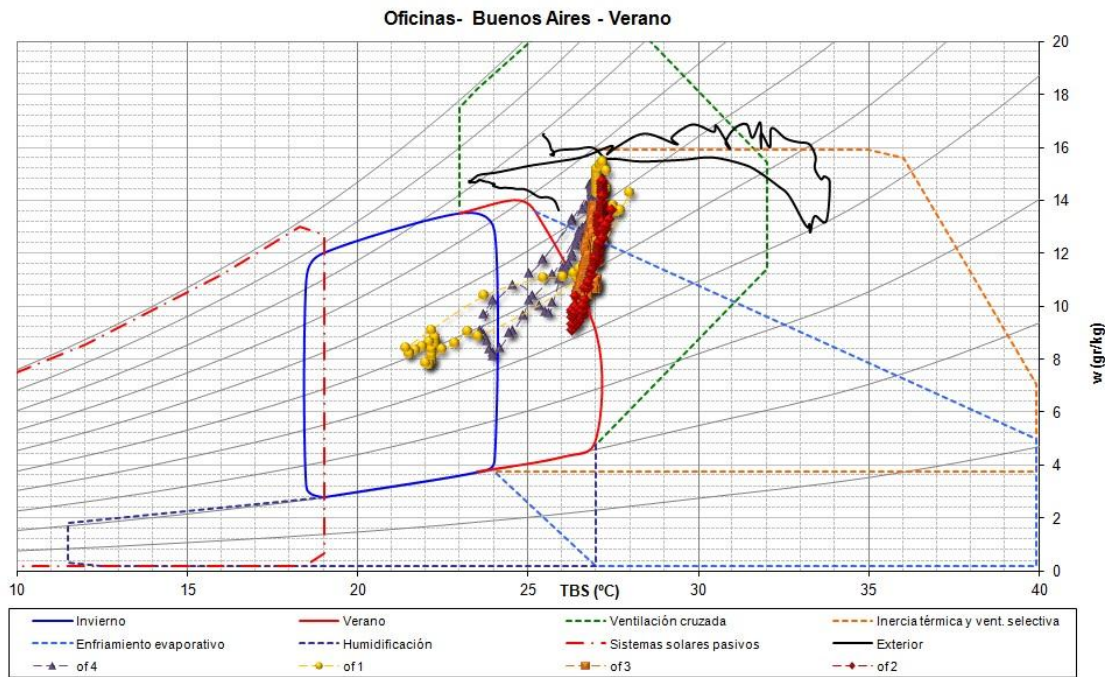 Oficinas- Buenos Aires - Verano
20
18
16
14
12
10
8
6
4
2
0
w (gr/kg)
10 15 20 25 30 35 40
TBS (ºC)
Invierno Verano Ventilación cruzada Inercia térmica y vent. selectiva
Enfriamiento evaporativo Humidificación Sistemas solares pasivos Exterior
of 4 of 1 of 3 of 2